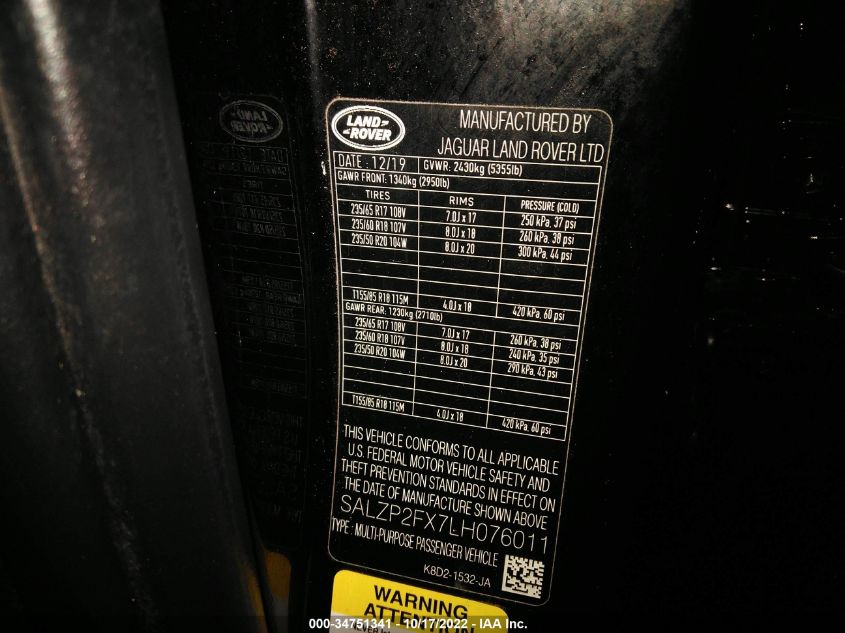 LAND ROVER
MANUFACTURED BY
JAGUAR LAND ROVER LTD
DATE : 12/19 GVWR: 2430kg (5355lb)
GAWR FRONT: 1340kg (2950lb)
TIRES RIMS PRESSURE (COLD)
235/65 R17 108V 7.0J x 17 250 kPa, 37 psi
235/60 R18 107V 8.0J x 18 260 kPa, 38 psi
235/50 R20 104W 8.0J x 20 300 kPa, 44 psi
T155/85 R18 115M 4.0J x 18 420 kPa, 60 psi
GAWR REAR: 1230kg (2710lb)
235/65 R17 108V 7.0J x 17 260 kPa, 38 psi
235/60 R18 107V 8.0J x 18 240 kPa, 35 psi
235/50 R20 104W 8.0J x 20 290 kPa, 43 psi
T155/85 R18 115M 4.0J x 18 420 kPa, 60 psi
THIS VEHICLE CONFORMS TO ALL APPLICABLE
U.S. FEDERAL MOTOR VEHICLE SAFETY AND
THEFT PREVENTION STANDARDS IN EFFECT ON
THE DATE OF MANUFACTURE SHOWN ABOVE
SALZP2FX7LH076011
TYPE : MULTI-PURPOSE PASSENGER VEHICLE
K8D2-1532-JA
WARNING
ATTENTION
000-34751341 - 10/17/2022 - IAA Inc.